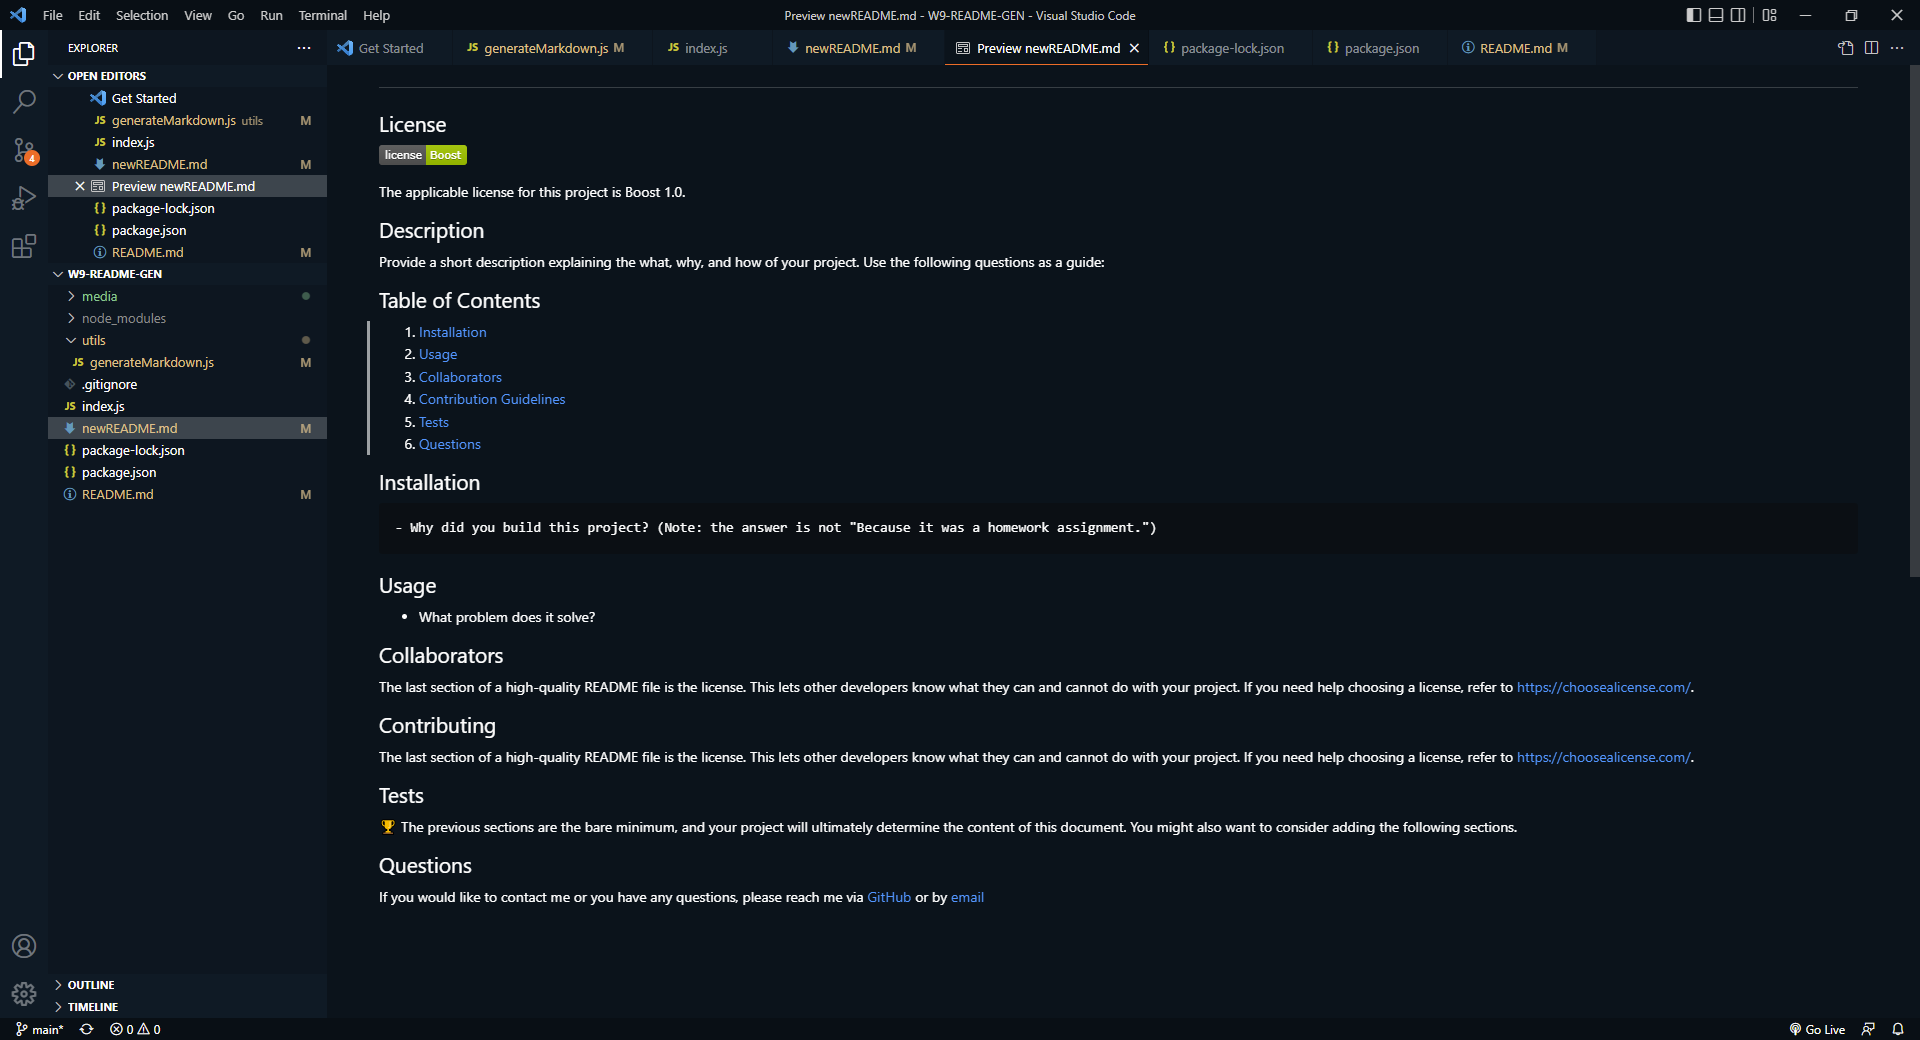 File Edit Selection View Go Run Terminal Help
Preview newREADME.md - W9-README-GEN - Visual Studio Code
EXPLORER
Get Started
JS generateMarkdown.js M
JS index.js
newREADME.md M
Preview newREADME.md
{} package-lock.json
{} package.json
README.md M
OPEN EDITORS
Get Started
JS generateMarkdown.js utils M
JS index.js
newREADME.md M
Preview newREADME.md
{} package-lock.json
{} package.json
README.md M
W9-README-GEN
media
node_modules
utils
JS generateMarkdown.js M
.gitignore
JS index.js
newREADME.md M
{} package-lock.json
{} package.json
README.md M
OUTLINE
TIMELINE
4
License
license Boost
The applicable license for this project is Boost 1.0.
Description
Provide a short description explaining the what, why, and how of your project. Use the following questions as a guide:
Table of Contents
1. Installation
2. Usage
3. Collaborators
4. Contribution Guidelines
5. Tests
6. Questions
Installation
- Why did you build this project? (Note: the answer is not "Because it was a homework assignment.")
Usage
• What problem does it solve?
Collaborators
The last section of a high-quality README file is the license. This lets other developers know what they can and cannot do with your project. If you need help choosing a license, refer to https://choosealicense.com/.
Contributing
The last section of a high-quality README file is the license. This lets other developers know what they can and cannot do with your project. If you need help choosing a license, refer to https://choosealicense.com/.
Tests
🏆 The previous sections are the bare minimum, and your project will ultimately determine the content of this document. You might also want to consider adding the following sections.
Questions
If you would like to contact me or you have any questions, please reach me via GitHub or by email
main* 0 0
Go Live